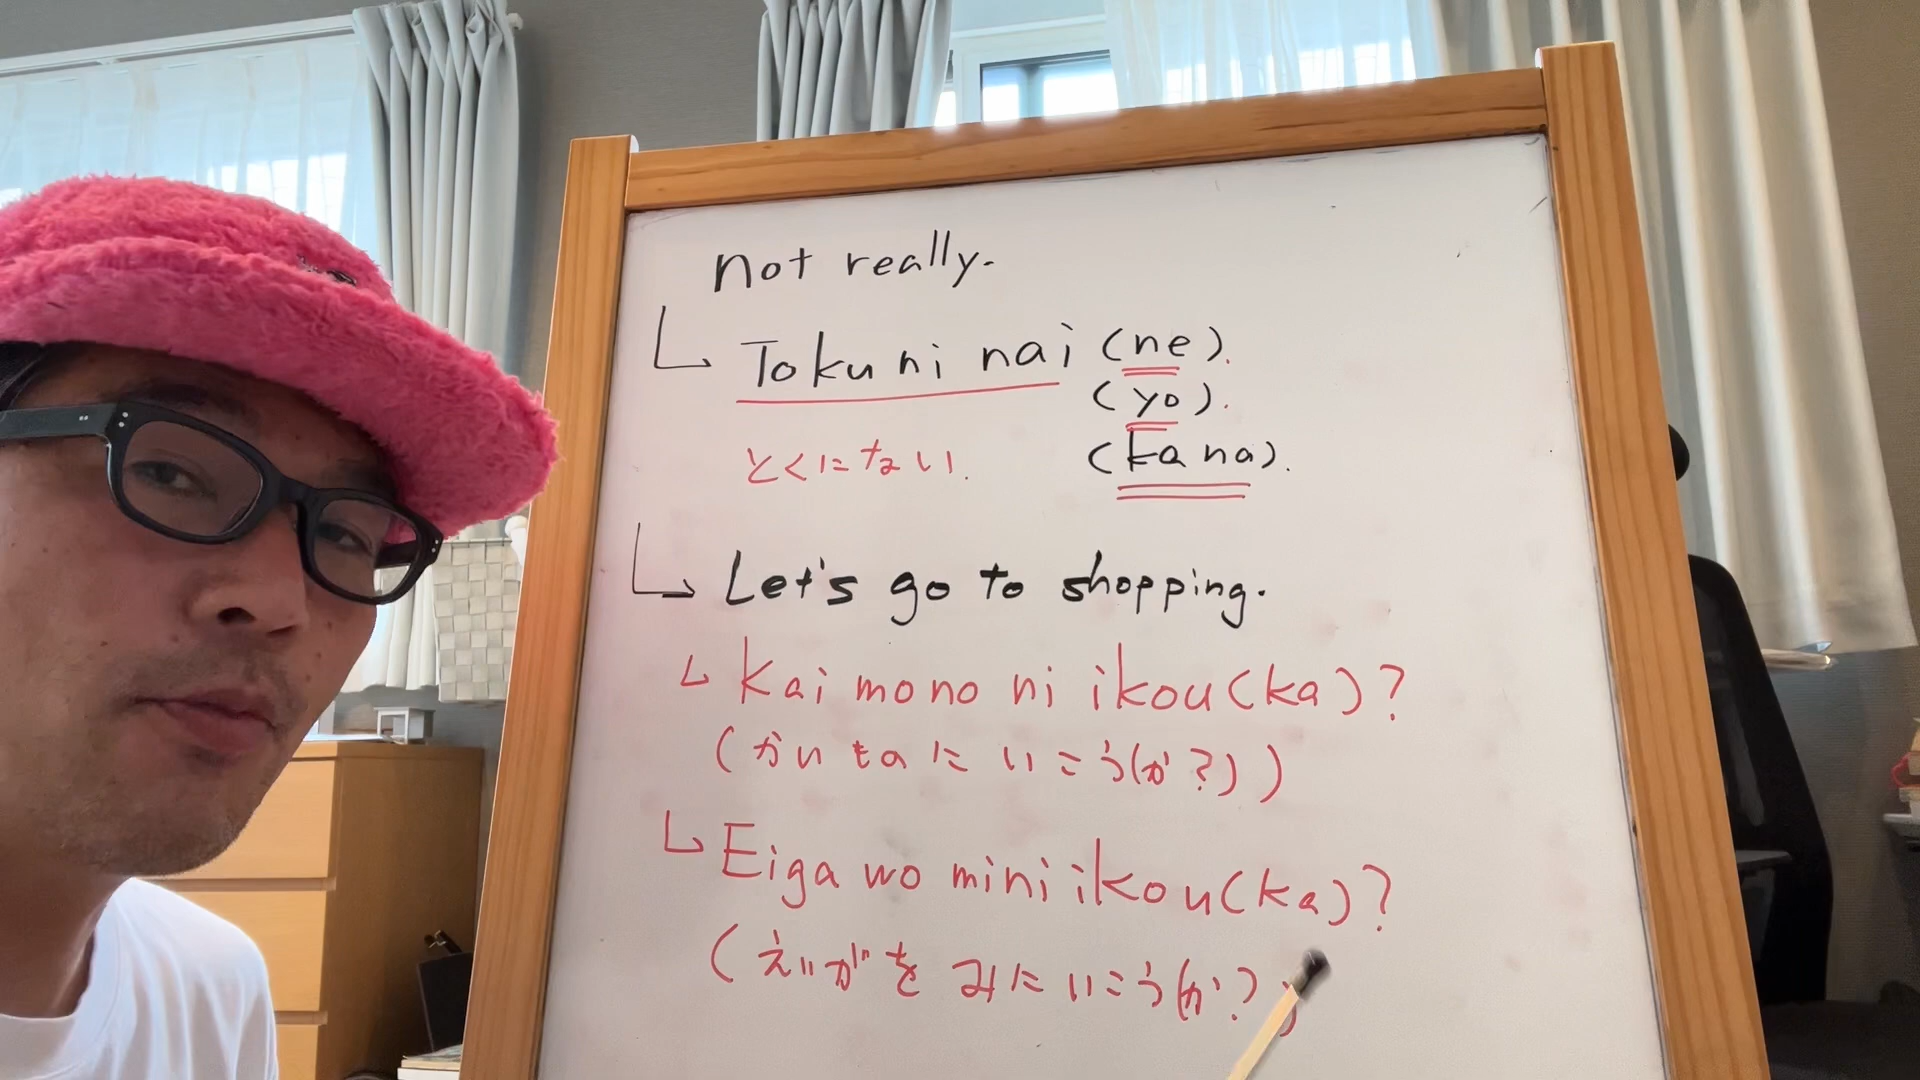 not really.
Tokuni nai (ne).
(yo).
とくにない. (kana).
Let's go to shopping.
Kai mono ni ikou(ka)?
(かいものにいこう(か?))
Eiga wo mini ikou(ka)?
(えいがをみにいこう(か?)